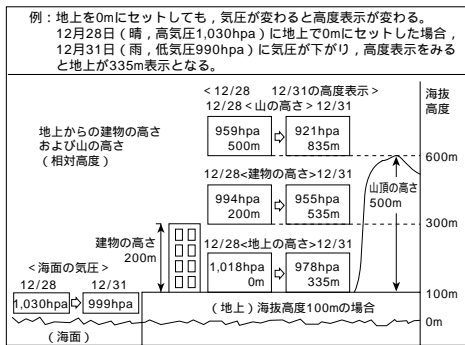 例：地上を0mにセットしても，気圧が変わると高度表示が変わる。
12月28日（晴，高気圧1,030hpa）に地上で0mにセットした場合，
12月31日（雨，低気圧990hpa）に気圧が下がり，高度表示をみる
と地上が335m表示となる。
＜12/28　12/31の高度表示＞
12/28＜山の高さ＞12/31
海抜
高度
地上からの建物の高さ
および山の高さ
（相対高度）
959hpa
500m
921hpa
835m
600m
12/28<建物の高さ>12/31
山頂の高さ
500m
994hpa
200m
955hpa
535m
300m
建物の高さ
200m
12/28<地上の高さ>12/31
＜海面の気圧＞
12/28　12/31
1,018hpa
0m
978hpa
335m
1,030hpa
999hpa
100m
（地上）海抜高度100mの場合
0m
（海面）